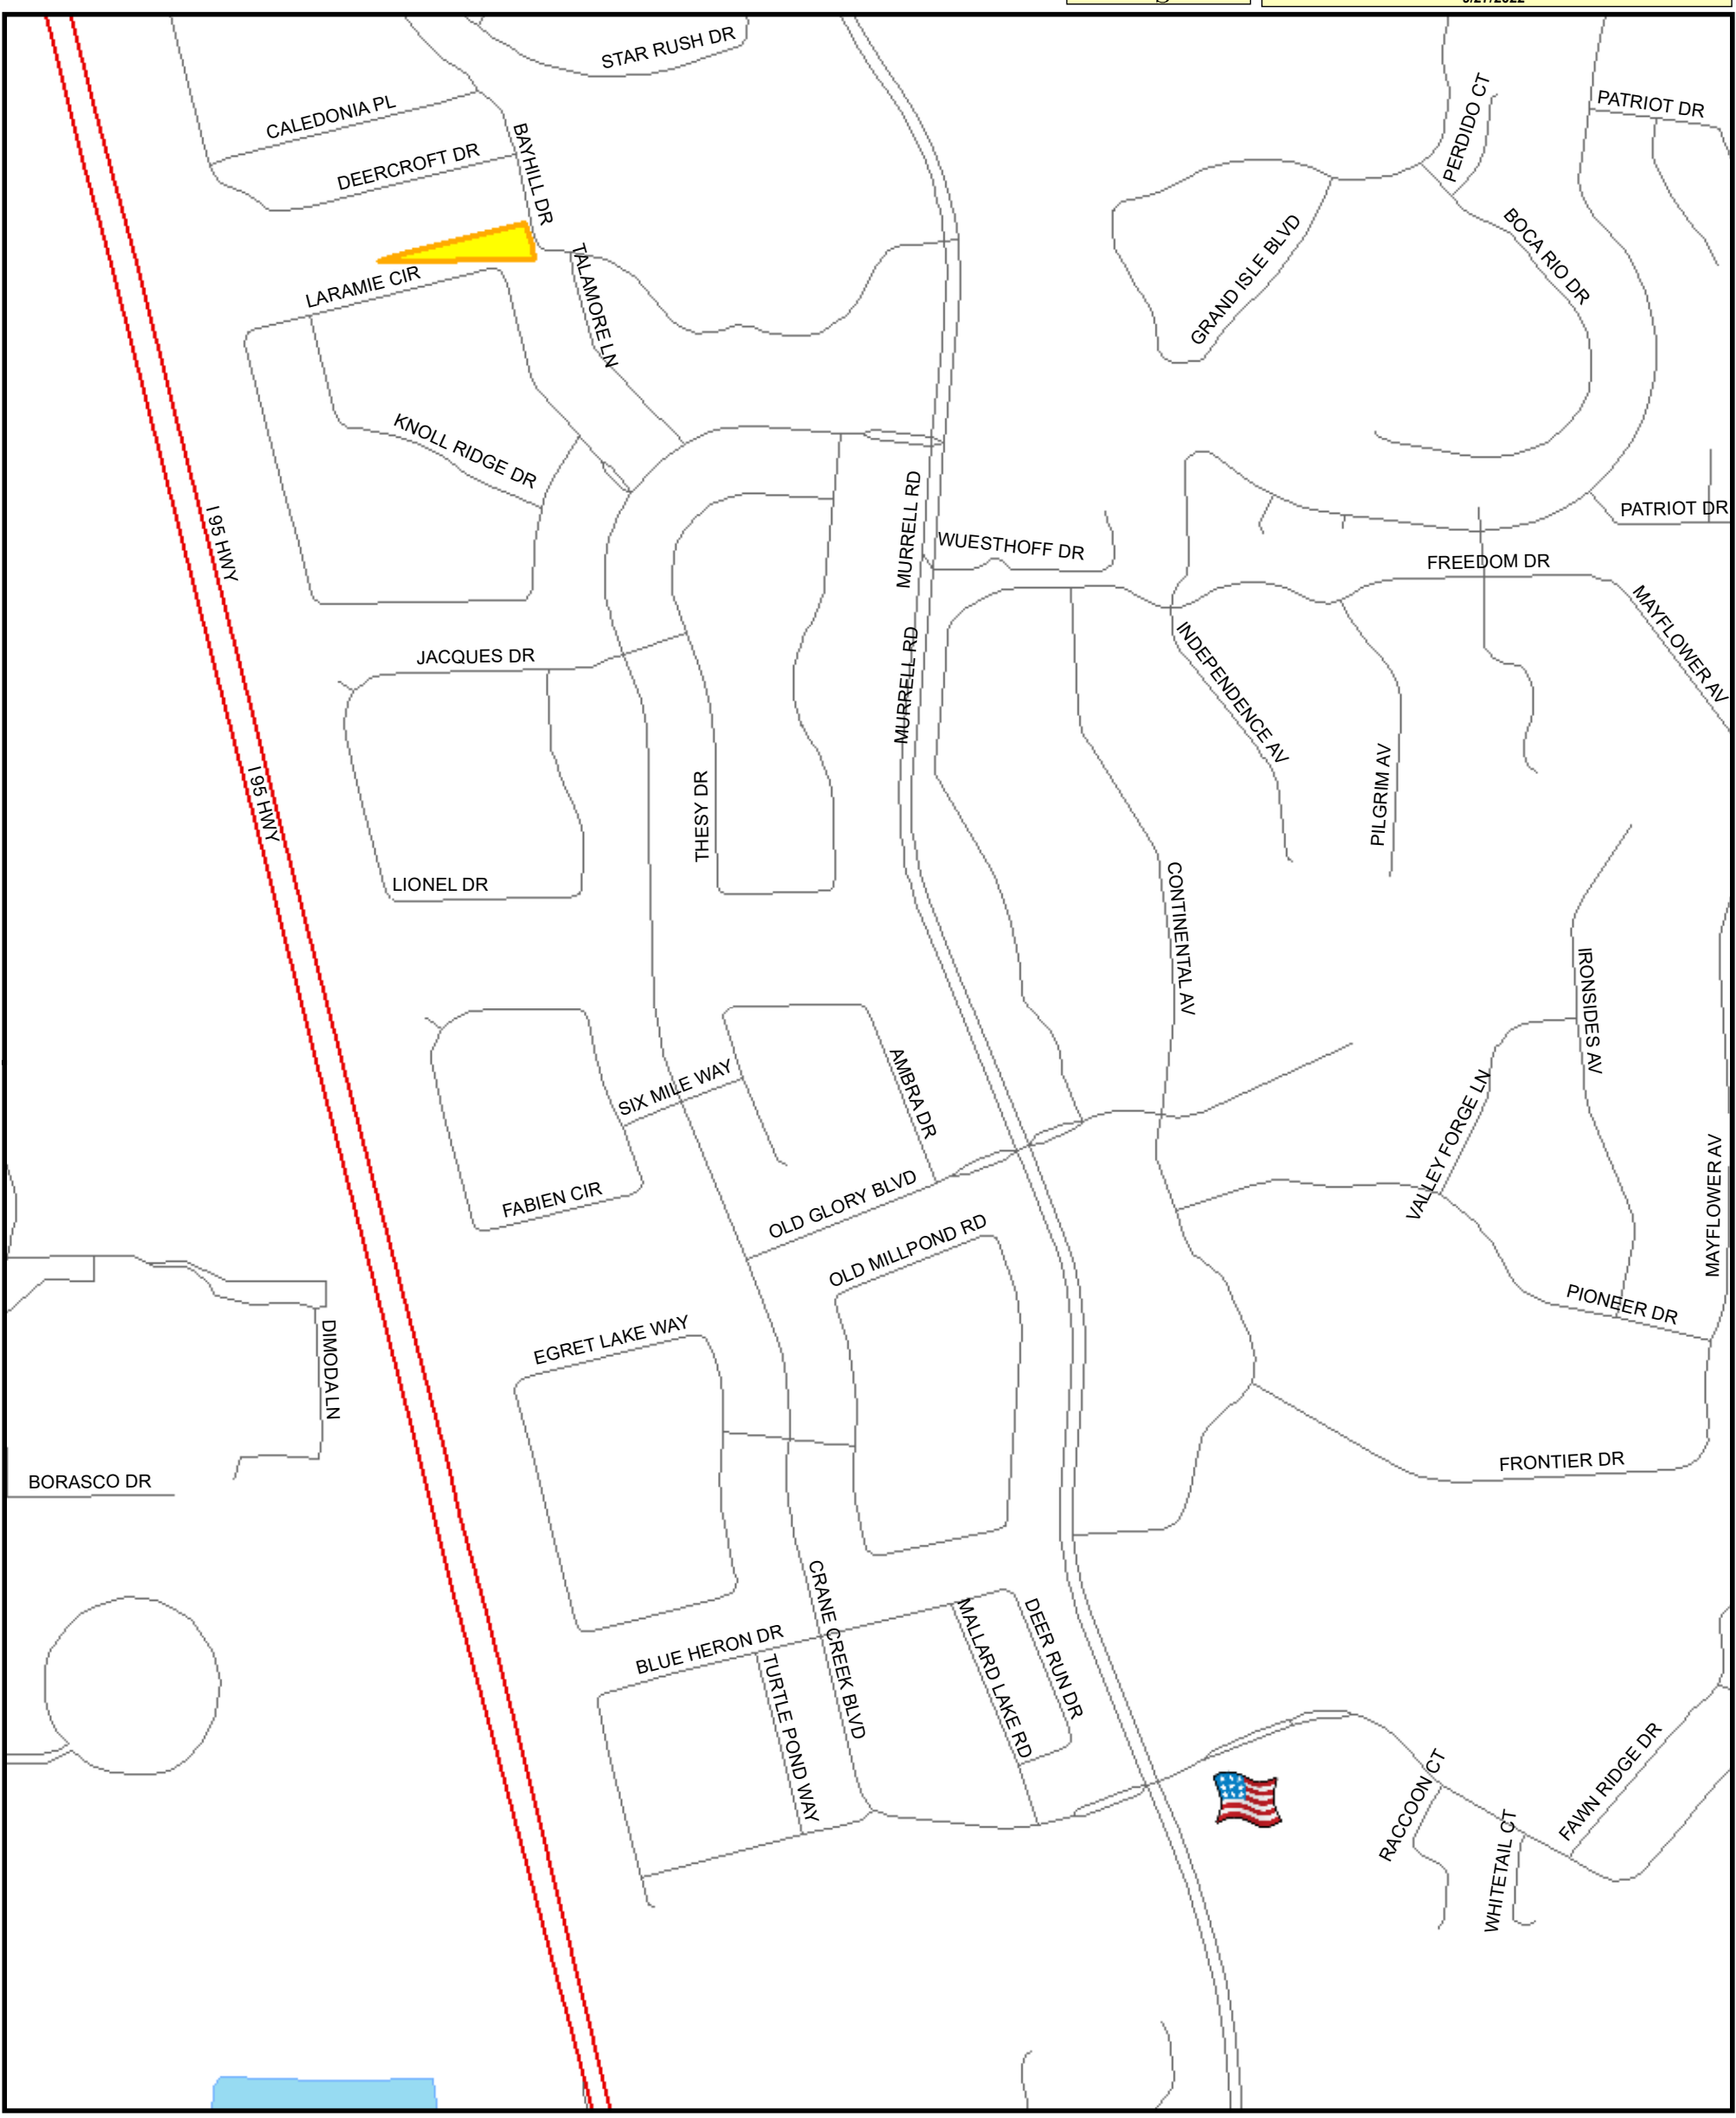 STAR RUSH DR
CALEDONIA PL
DEERCROFT DR
BAYHILL DR
PERDIDO CT
PATRIOT DR
GRAND ISLE BLVD
BOCA RIO DR
LARAMIE CIR
TALAMORE LN
KNOLL RIDGE DR
I 95 HWY
MURRELL RD
WUESTHOFF DR
PATRIOT DR
FREEDOM DR
MAYFLOWER AV
INDEPENDENCE AV
JACQUES DR
MURRELL RD
I 95 HWY
THESY DR
PILGRIM AV
LIONEL DR
CONTINENTAL AV
IRONSIDES AV
SIX MILE WAY
AMBRA DR
VALLEY FORGE LN
MAYFLOWER AV
FABIEN CIR
OLD GLORY BLVD
OLD MILLPOND RD
PIONEER DR
EGRET LAKE WAY
DIMODA LN
BORASCO DR
FRONTIER DR
CRANE CREEK BLVD
BLUE HERON DR
TURTLE POND WAY
MALLARD LAKE RD
DEER RUN DR
RACCOON CT
WHITETAIL CT
FAWN RIDGE DR